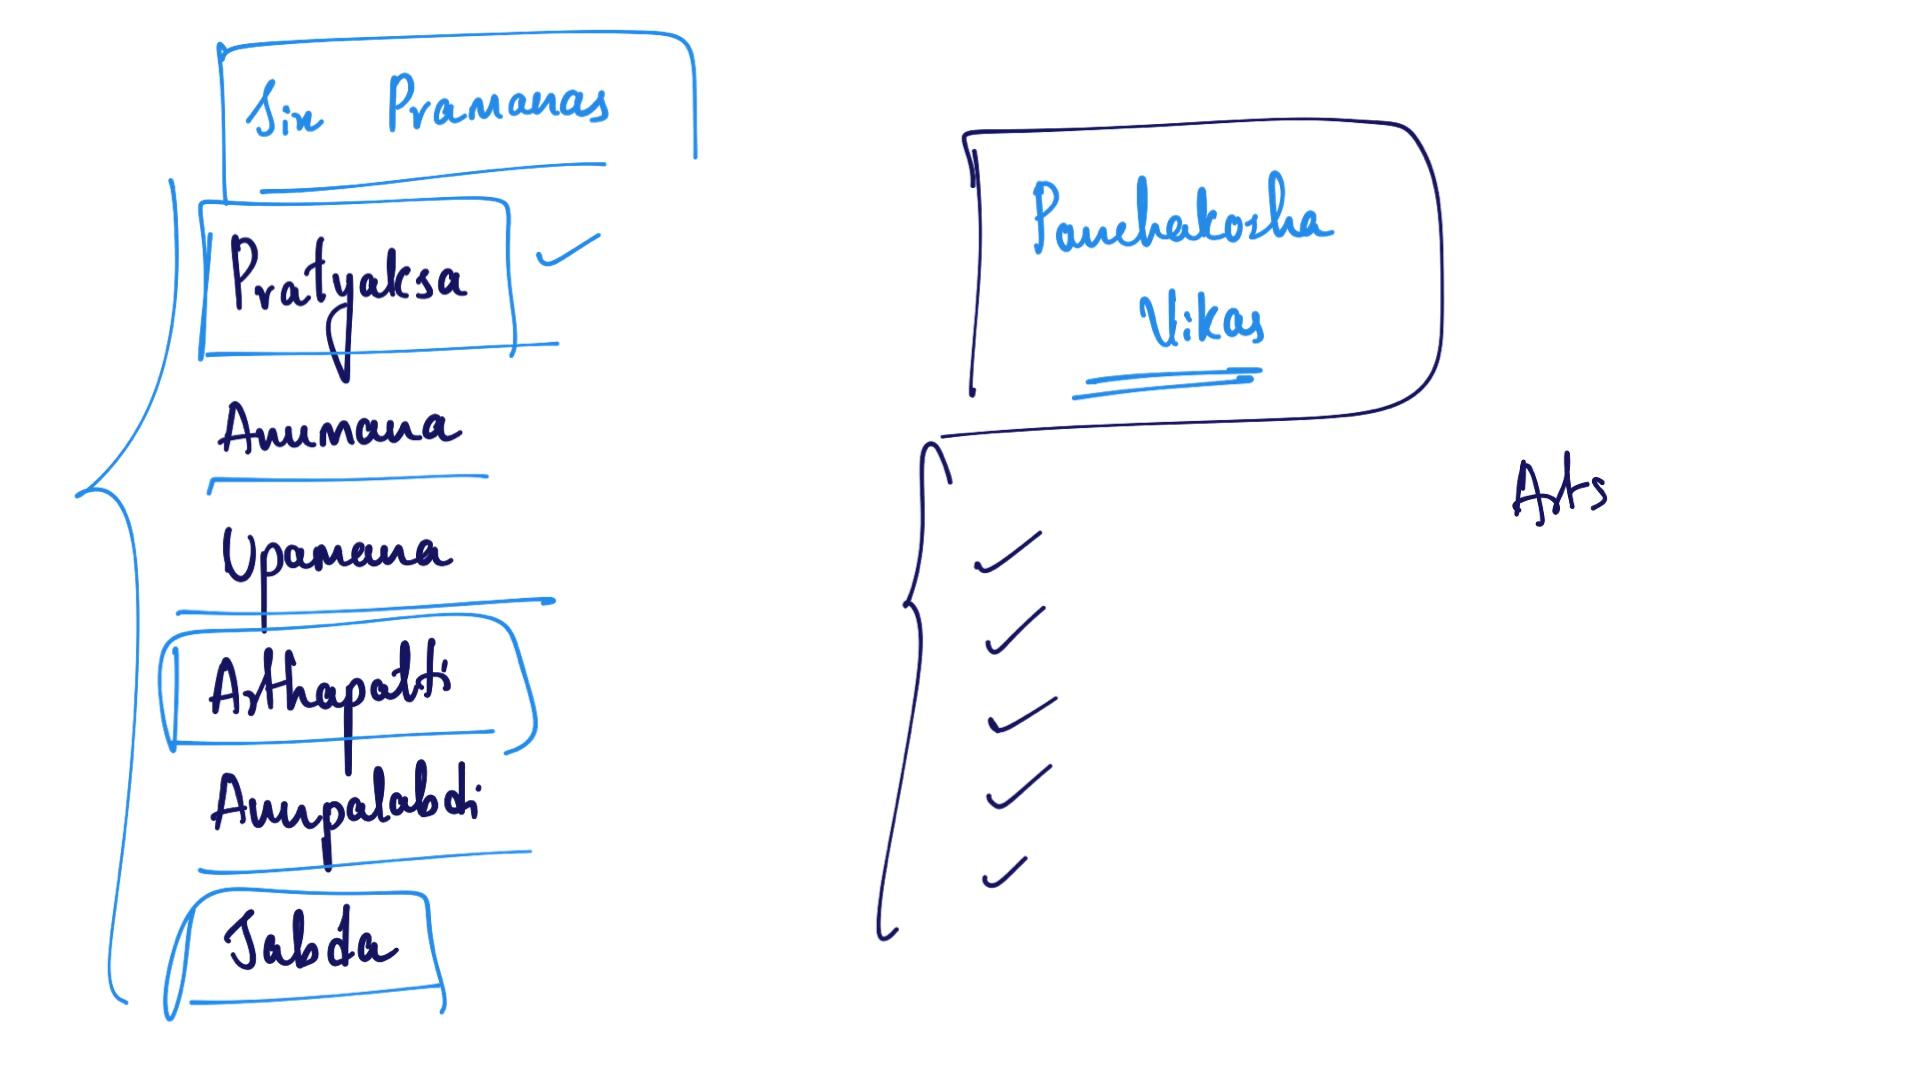 Six Pramanas
Pratyaksa
Anumana
Upamana
Arthapatti
Anupalabdi
Sabda
Panchakosha
Vikas
Arts